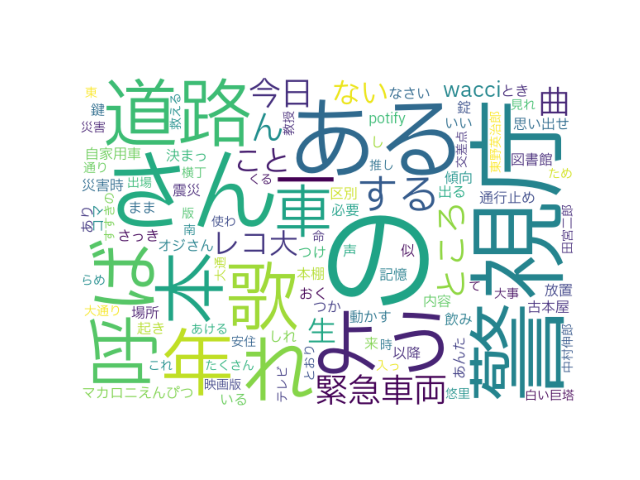 道路
今日
ない
なさい
wacci
とき
曲
警視庁
ある
さん
の
よう
本
車
呼ば
歌
年
れ
生
緊急車両
レコ大
ところ
する
る
こと
ん
東
鍵
災害
救える
教授
potify
し
推し
いい
錠
交差点
見れ
思い出せ
東野英治郎
ため
図書館
自家用車
通り
決まっ
横丁
出場
くる
区別
必要
傾向
出る
通行止め
災害時
震災
あり
コマ
すすきの
まま
版
南
使わ
命
声
似
さっき
オジさん
大通
つけ
本棚
記憶
内容
て
大事
田宮二郎
放置
古本屋
らめ
大通り
場所
おく
つか
動かす
飲み
起き
あける
安住
しれ
とおり
来
時
以降
あんた
中村伸郎
これ
たくさん
テレビ
入っ
マカロニえんぴつ
映画版
いる
悠里
白い巨塔